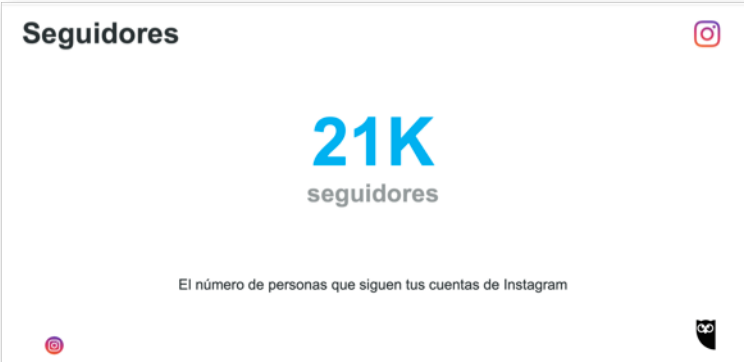 Seguidores
21K
seguidores
El número de personas que siguen tus cuentas de Instagram